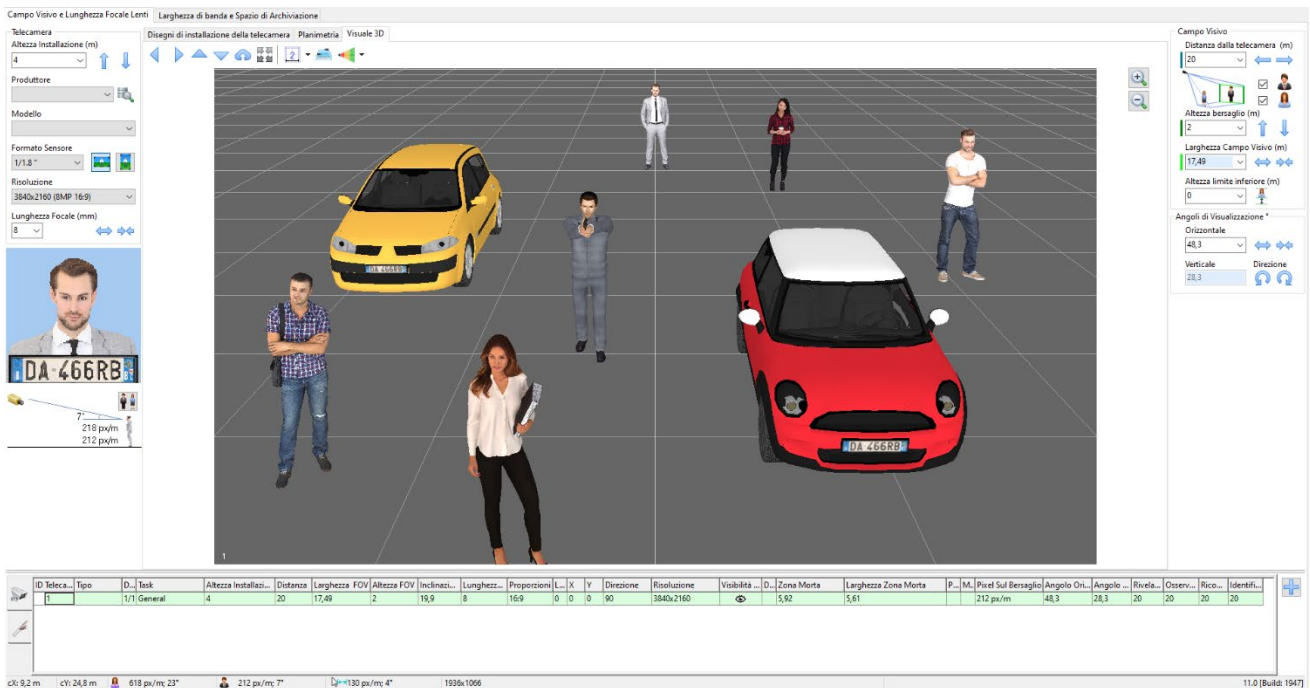 Campo Visivo e Lunghezza Focale Lenti Larghezza di banda e Spazio di Archiviazione
Telecamera
Altezza Installazione (m)
4
Produttore
Modello
Formato Sensore
1/1.8 "
Risoluzione
3840x2160 (8MP 16:9)
Lunghezza Focale (mm)
8
DA 466RB
7°
218 px/m
212 px/m
Disegni di installazione della telecamera Planimetria Visuale 3D
2
DA 466RB
DA 466RB
1
Campo Visivo
Distanza dalla telecamera (m)
20
Altezza bersaglio (m)
2
Larghezza Campo Visivo (m)
17,49
Altezza limite inferiore (m)
0
Angoli di Visualizzazione °
Orizzontale
48,3
Verticale Direzione
28,3
ID Teleca... Tipo D... Task Altezza Installazi... Distanza Larghezza FOV Altezza FOV Inclinazi... Lunghezz... Proporzioni L... X Y Direzione Risoluzione Visibilità ... D... Zona Morta Larghezza Zona Morta P... M... Pixel Sul Bersaglio Angolo Ori... Angolo ... Rivela... Osserv... Rico... Identifi...
1 1/1 General 4 20 17,49 2 19,9 8 16:9 0 0 0 90 3840x2160 5,92 5,61 212 px/m 48,3 28,3 20 20 20 20
cX: 9,2 m cY: 24,8 m 618 px/m; 23° 212 px/m; 7° 130 px/m; 4° 1936x1066 11.0 [Build: 1947]